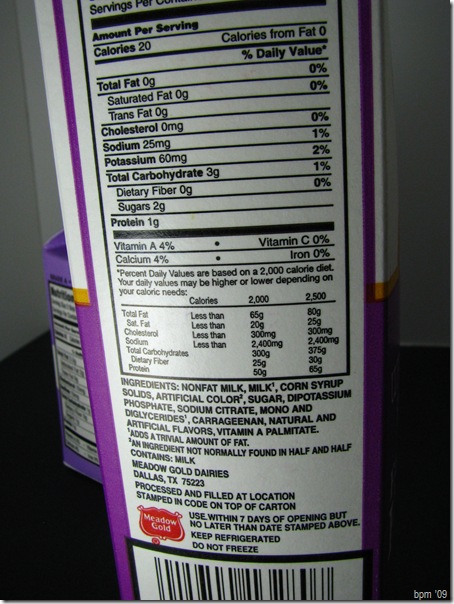 Servings Per
Amount Per Serving
Calories 20 Calories from Fat 0
% Daily Value*
Total Fat 0g 0%
Saturated Fat 0g 0%
Trans Fat 0g
Cholesterol 0mg 0%
Sodium 25mg 1%
Potassium 60mg 2%
Total Carbohydrate 3g 1%
Dietary Fiber 0g 0%
Sugars 2g
Protein 1g
Vitamin A 4% • Vitamin C 0%
Calcium 4% • Iron 0%
*Percent Daily Values are based on a 2,000 calorie diet.
Your daily values may be higher or lower depending on
your calorie needs:
Calories 2,000 2,500
Total Fat Less than 65g 80g
Sat. Fat Less than 20g 25g
Cholesterol Less than 300mg 300mg
Sodium Less than 2,400mg 2,400mg
Total Carbohydrates 300g 375g
Dietary Fiber 25g 30g
Protein 50g 65g
INGREDIENTS: NONFAT MILK, MILK¹, CORN SYRUP
SOLIDS, ARTIFICIAL COLOR², SUGAR, DIPOTASSIUM
PHOSPHATE, SODIUM CITRATE, MONO AND
DIGLYCERIDES¹, CARRAGEENAN, NATURAL AND
ARTIFICIAL FLAVORS, VITAMIN A PALMITATE.
¹ADDS A TRIVIAL AMOUNT OF FAT.
²AN INGREDIENT NOT NORMALLY FOUND IN HALF AND HALF
CONTAINS: MILK
MEADOW GOLD DAIRIES
DALLAS, TX 75223
PROCESSED AND FILLED AT LOCATION
STAMPED IN CODE ON TOP OF CARTON
Meadow
Gold
USE WITHIN 7 DAYS OF OPENING BUT
NO LATER THAN DATE STAMPED ABOVE.
KEEP REFRIGERATED
DO NOT FREEZE
bpm '09